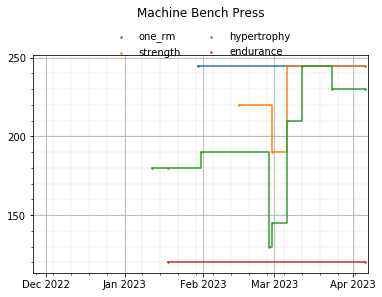 Machine Bench Press
one_rm hypertrophy
strength endurance
250
200
150
Dec 2022 Jan 2023 Feb 2023 Mar 2023 Apr 2023